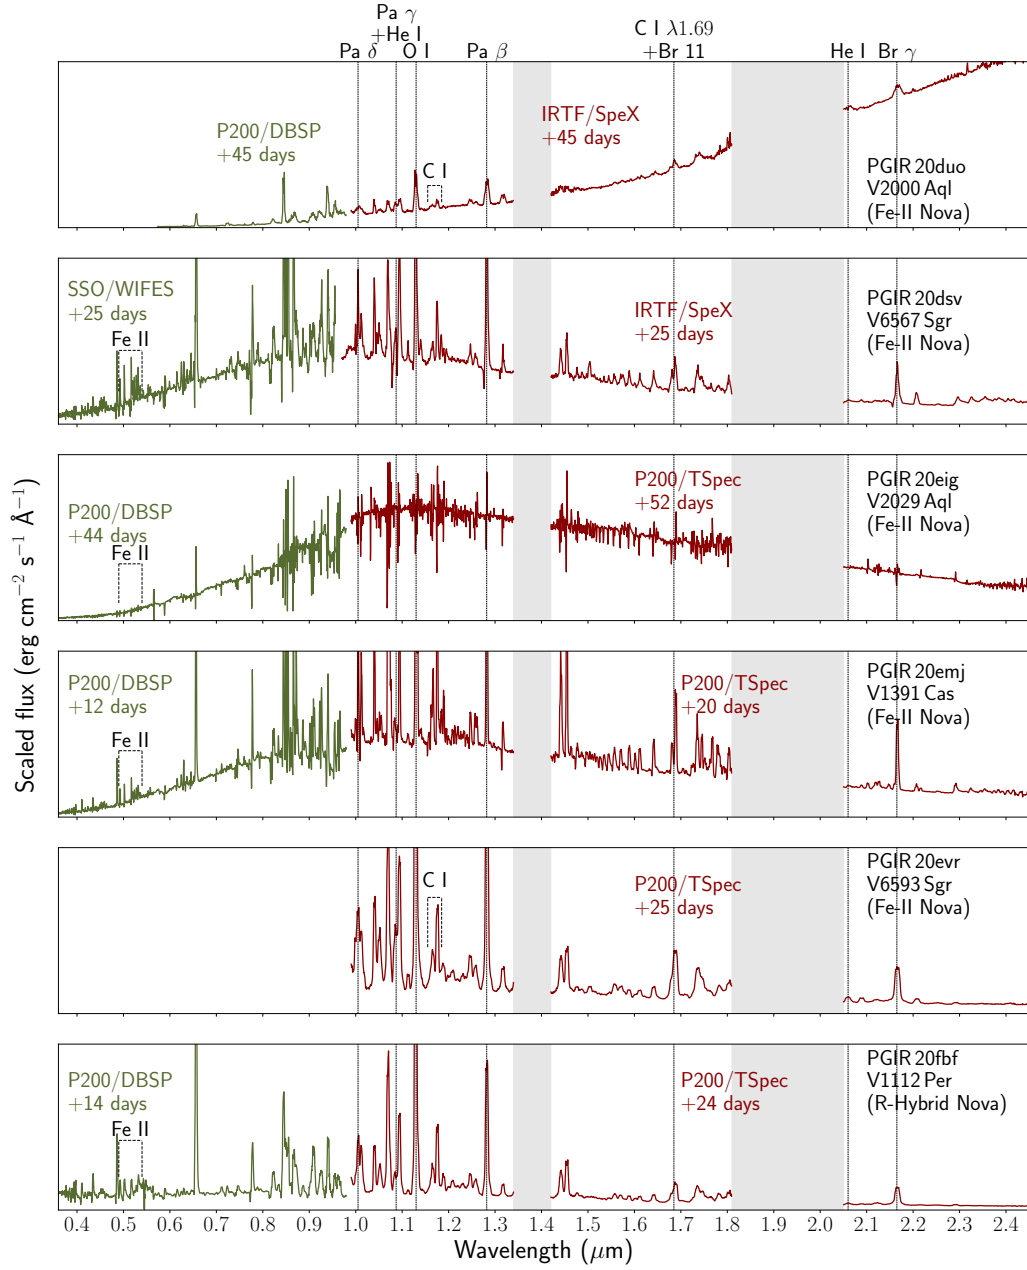 Pa γ
+He I
Pa δ
O I
Pa β
C I λ1.69
+Br 11
He I
Br γ
P200/DBSP
+45 days
C I
IRTF/SpeX
+45 days
PGIR 20duo
V2000 Aql
(Fe-II Nova)
SSO/WIFES
+25 days
Fe II
IRTF/SpeX
+25 days
PGIR 20dsv
V6567 Sgr
(Fe-II Nova)
P200/DBSP
+44 days
Fe II
P200/TSpec
+52 days
PGIR 20eig
V2029 Aql
(Fe-II Nova)
P200/DBSP
+12 days
Fe II
P200/TSpec
+20 days
PGIR 20emj
V1391 Cas
(Fe-II Nova)
C I
P200/TSpec
+25 days
PGIR 20evr
V6593 Sgr
(Fe-II Nova)
P200/DBSP
+14 days
Fe II
P200/TSpec
+24 days
PGIR 20fbf
V1112 Per
(R-Hybrid Nova)
0.4 0.5 0.6 0.7 0.8 0.9 1.0 1.1 1.2 1.3 1.4 1.5 1.6 1.7 1.8 1.9 2.0 2.1 2.2 2.3 2.4
Wavelength (μm)
Scaled flux (erg cm⁻² s⁻¹ Å⁻¹)